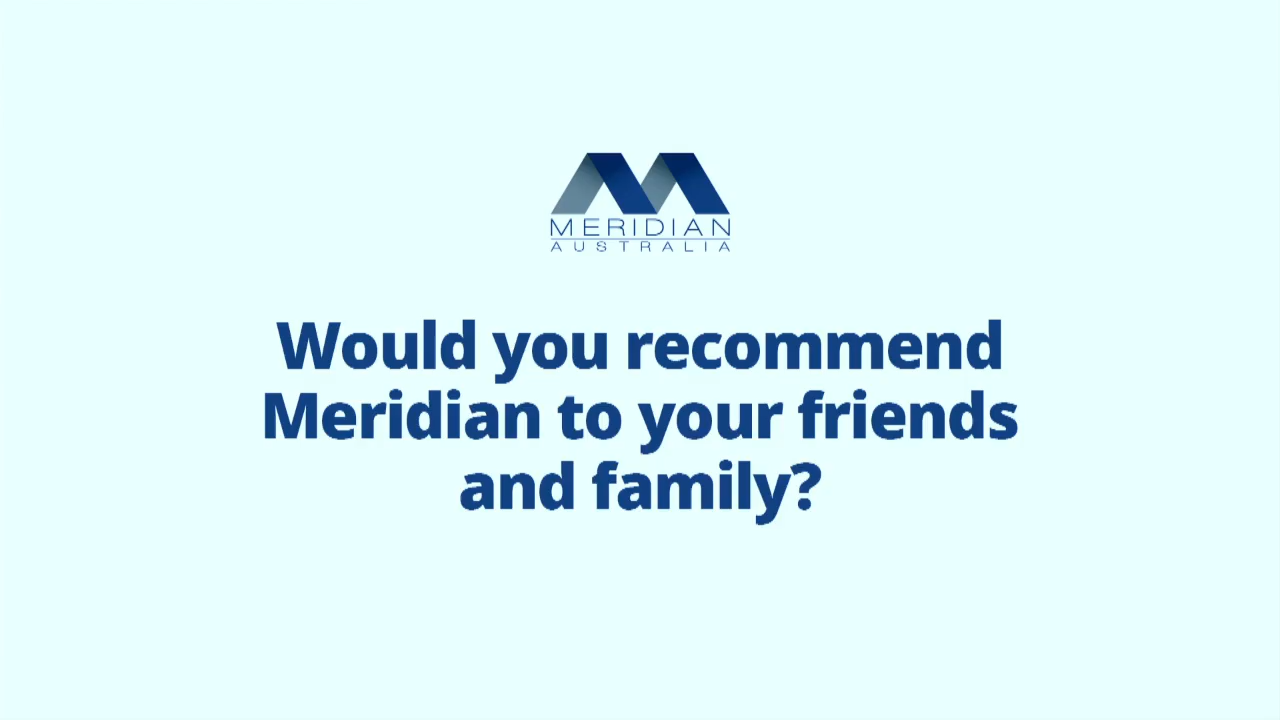 MERIDIAN
AUSTRALIA
Would you recommend
Meridian to your friends
and family?